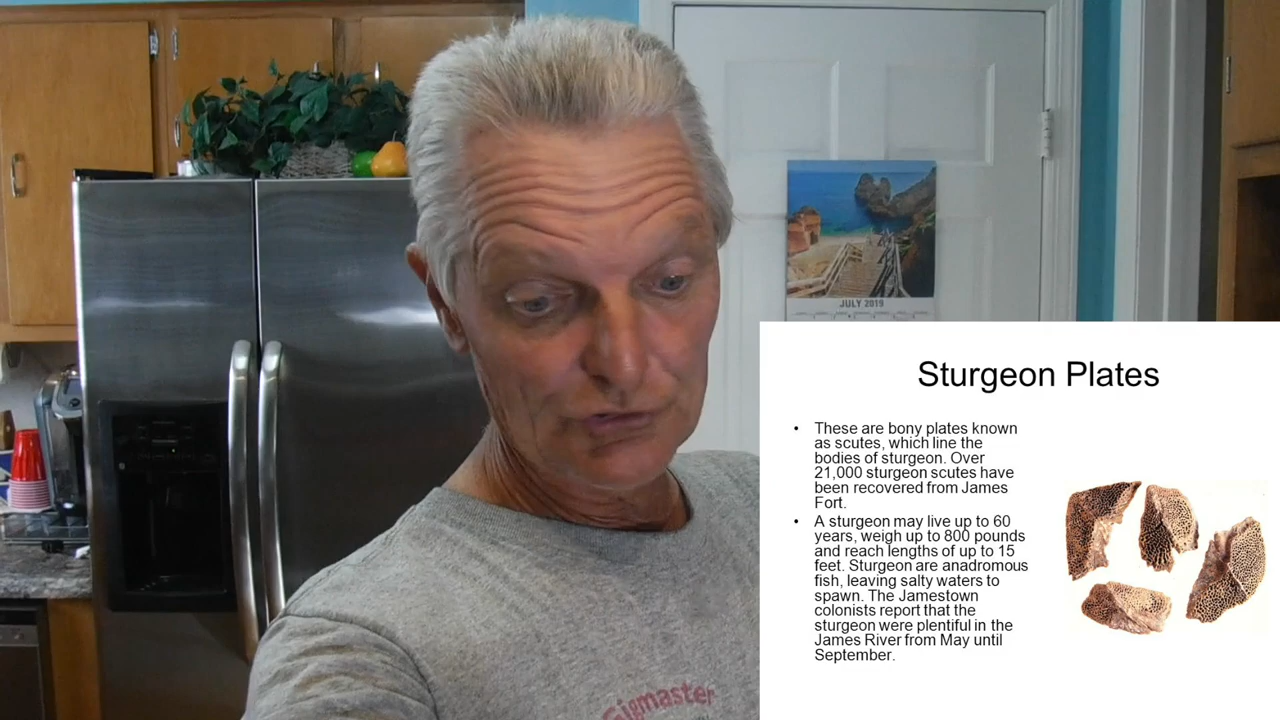 JULY 2019
Sturgeon Plates
• These are bony plates known
as scutes, which line the
bodies of sturgeon. Over
21,000 sturgeon scutes have
been recovered from James
Fort.
• A sturgeon may live up to 60
years, weigh up to 800 pounds
and reach lengths of up to 15
feet. Sturgeon are anadromous
fish, leaving salty waters to
spawn. The Jamestown
colonists report that the
sturgeon were plentiful in the
James River from May until
September.
Sigmaster